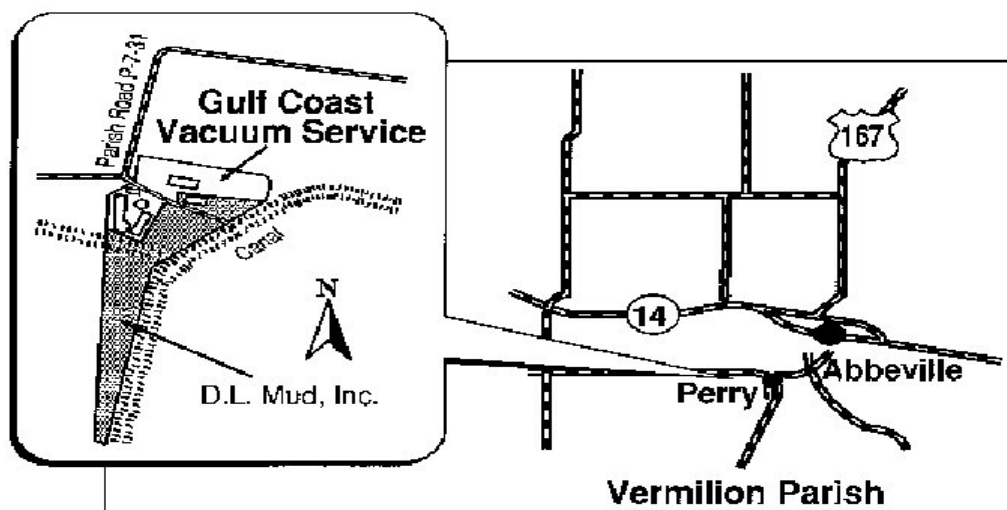 Parish Road P-7-31
Gulf Coast
Vacuum Service
Canal
N
D.L. Mud, Inc.
167
14
Abbeville
Perry
Vermilion Parish